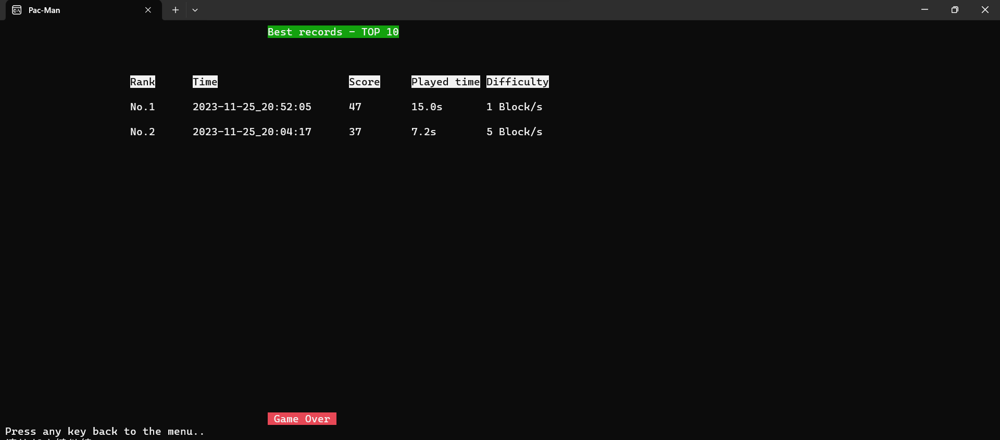 Pac-Man
Best records - TOP 10
Rank Time Score Played time Difficulty
No.1 2023-11-25_20:52:05 47 15.0s 1 Block/s
No.2 2023-11-25_20:04:17 37 7.2s 5 Block/s
Game Over
Press any key back to the menu..